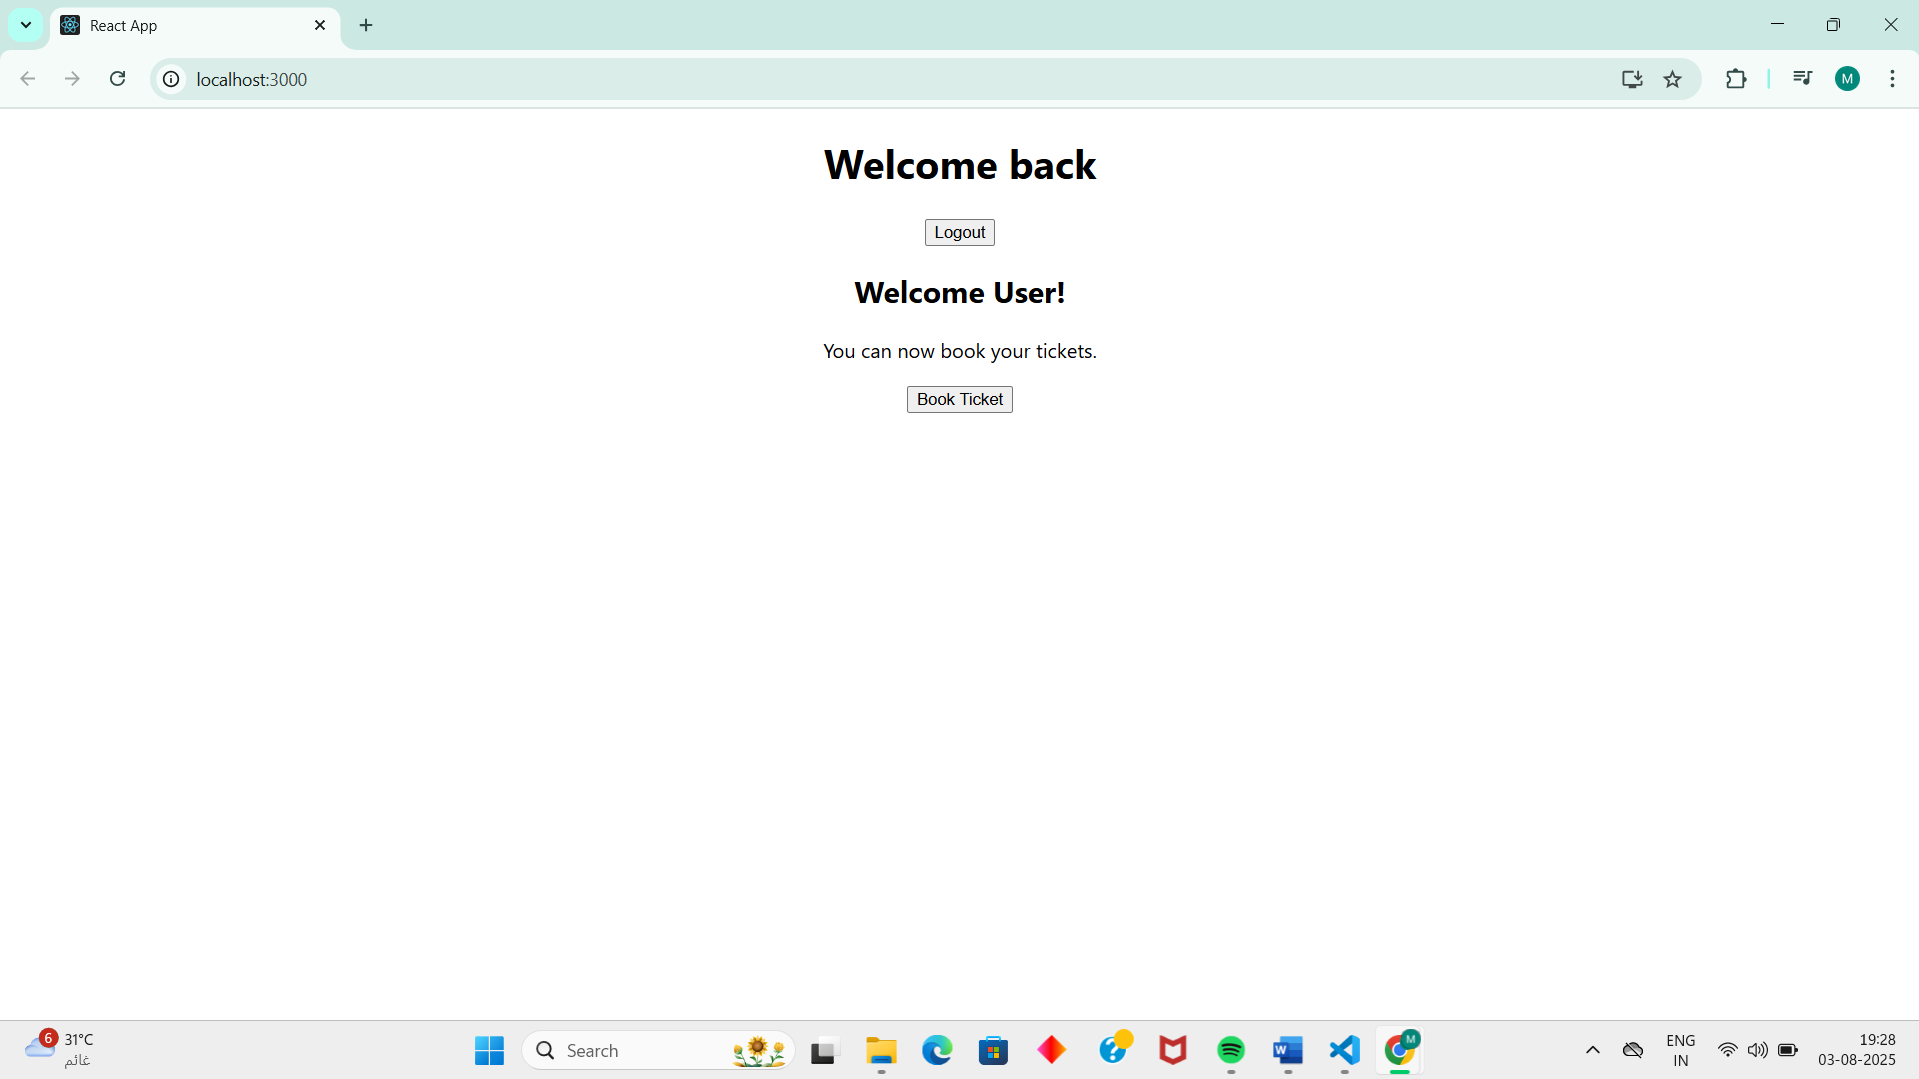 React App
localhost:3000
M
Welcome back
Logout
Welcome User!
You can now book your tickets.
Book Ticket
6
31°C
غائم
Search
W
M
ENG
IN
19:28
03-08-2025